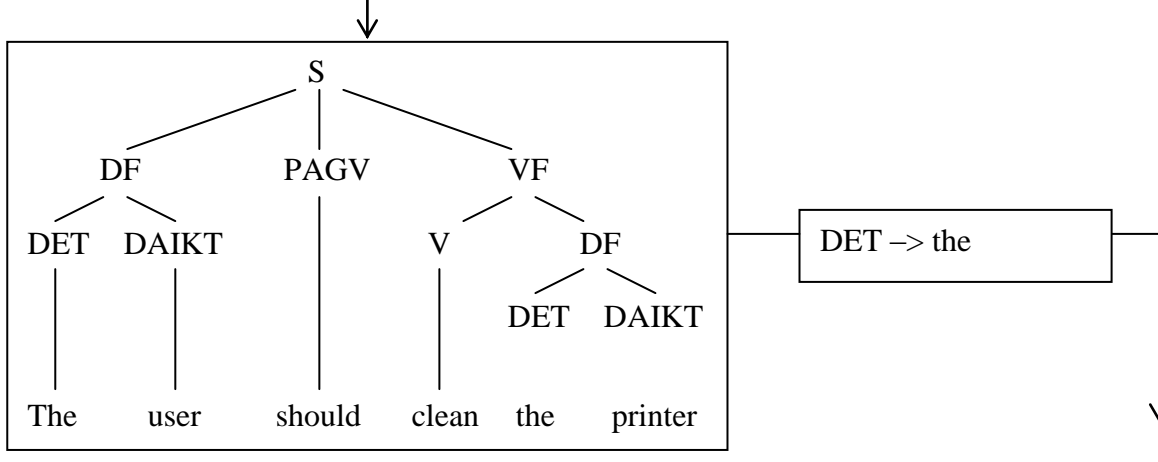 S
DF PAGV VF
DET DAIKT V DF
DET –> the
DET DAIKT
The user should clean the printer